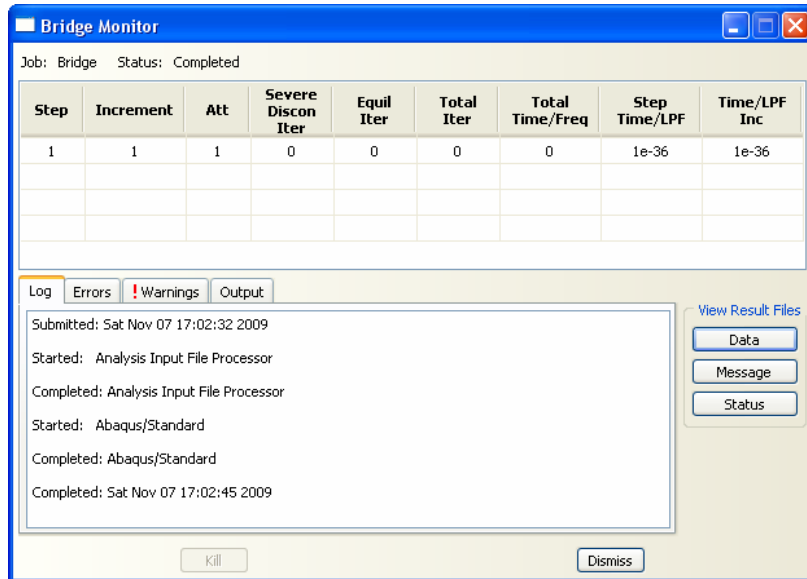 Bridge Monitor
Job: Bridge Status: Completed
Step Increment Att Severe Discon Iter Equil Iter Total Iter Total Time/Freq Step Time/LPF Time/LPF Inc
1 1 1 0 0 0 0 1e-36 1e-36
Log Errors ! Warnings Output
Submitted: Sat Nov 07 17:02:32 2009
Started: Analysis Input File Processor
Completed: Analysis Input File Processor
Started: Abaqus/Standard
Completed: Abaqus/Standard
Completed: Sat Nov 07 17:02:45 2009
View Result Files
Data
Message
Status
Kill
Dismiss